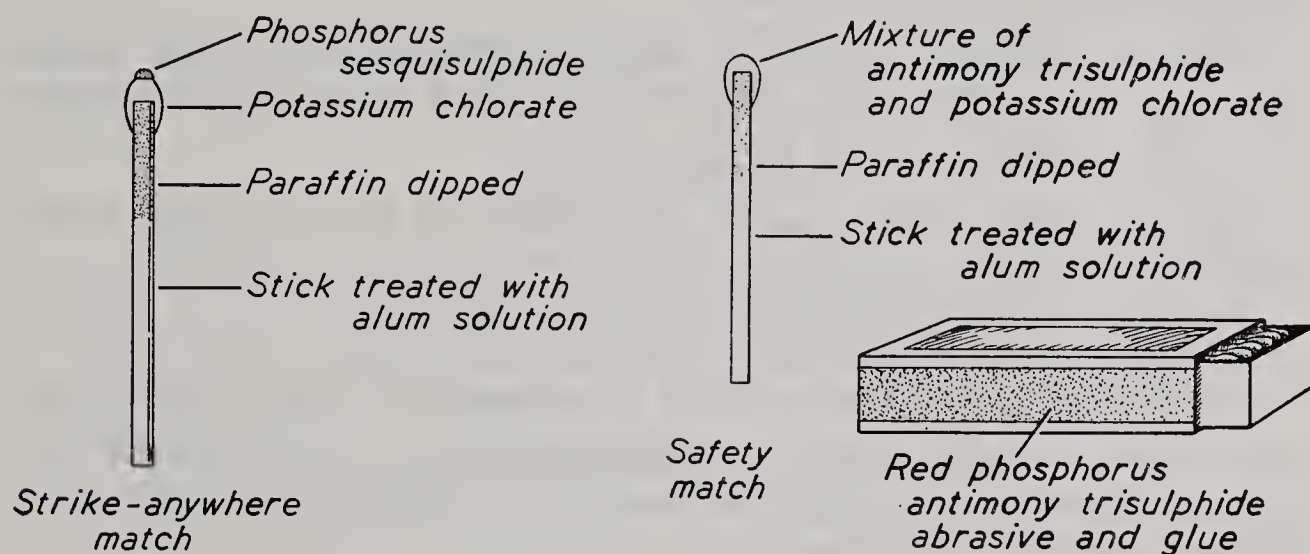 Phosphorus
sesquisulphide
Potassium chlorate
Paraffin dipped
Stick treated with
alum solution
Strike-anywhere
match
Mixture of
antimony trisulphide
and potassium chlorate
Paraffin dipped
Stick treated with
alum solution
Safety
match
Red phosphorus
antimony trisulphide
abrasive and glue